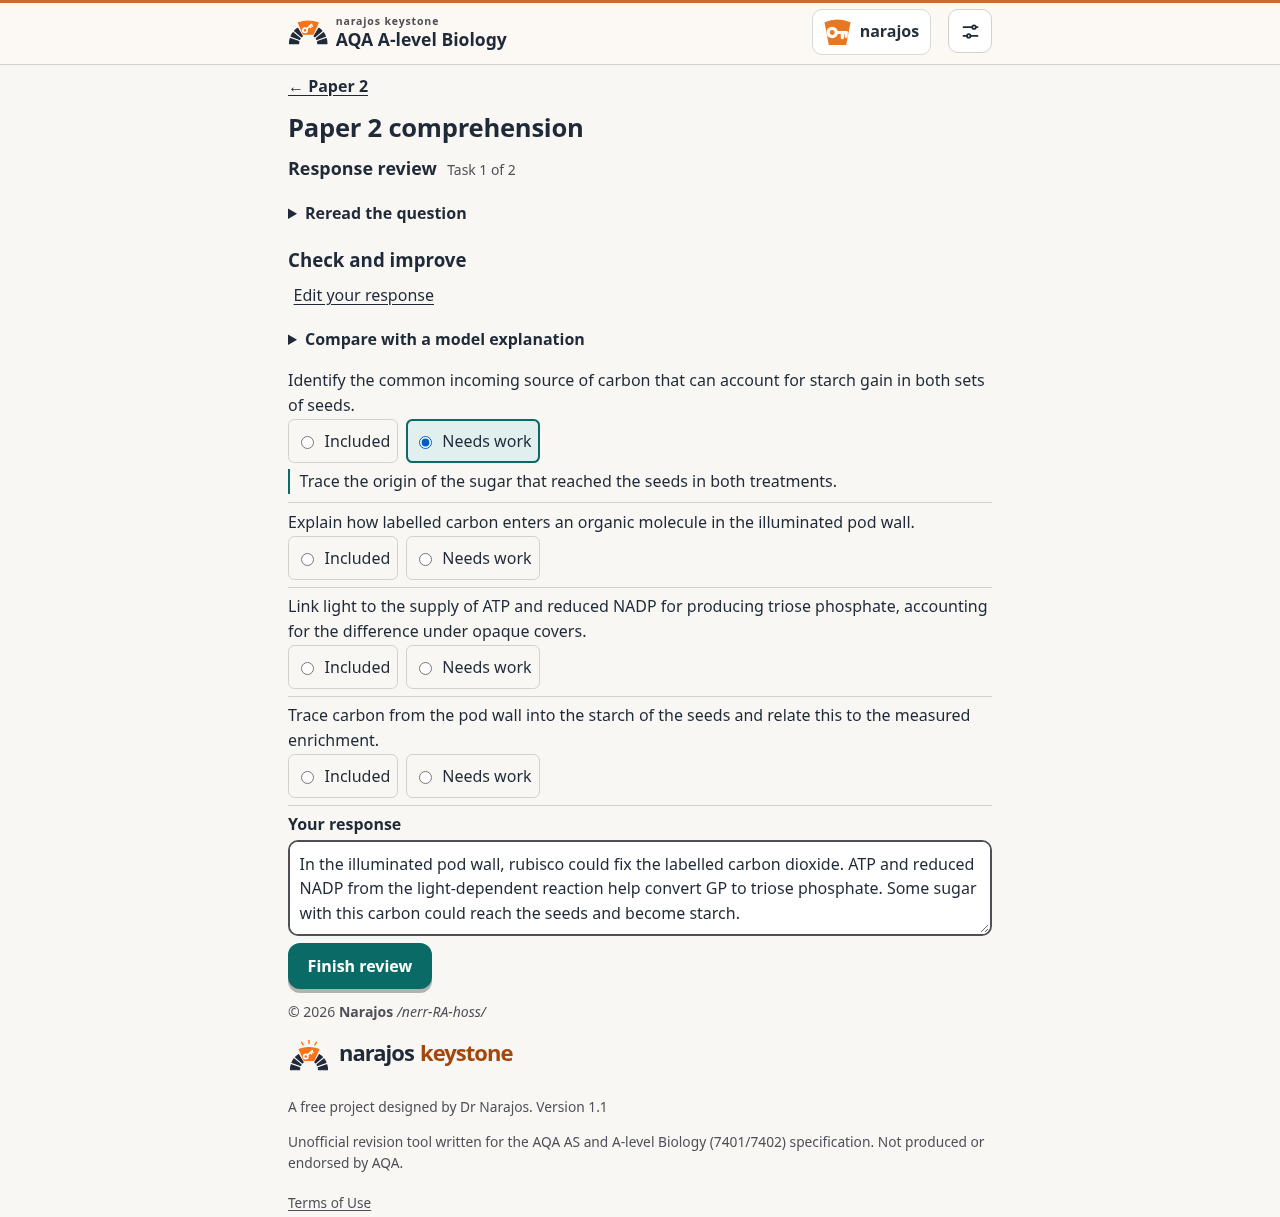 narajos keystone
AQA A-level Biology
narajos
← Paper 2
Paper 2 comprehension
Response review Task 1 of 2
Reread the question
Check and improve
Edit your response
Compare with a model explanation
Identify the common incoming source of carbon that can account for starch gain in both sets
of seeds.
Included Needs work
Trace the origin of the sugar that reached the seeds in both treatments.
Explain how labelled carbon enters an organic molecule in the illuminated pod wall.
Included Needs work
Link light to the supply of ATP and reduced NADP for producing triose phosphate, accounting
for the difference under opaque covers.
Included Needs work
Trace carbon from the pod wall into the starch of the seeds and relate this to the measured
enrichment.
Included Needs work
Your response
In the illuminated pod wall, rubisco could fix the labelled carbon dioxide. ATP and reduced
NADP from the light-dependent reaction help convert GP to triose phosphate. Some sugar
with this carbon could reach the seeds and become starch.
Finish review
© 2026 Narajos /nerr-RA-hoss/
narajos keystone
A free project designed by Dr Narajos. Version 1.1
Unofficial revision tool written for the AQA AS and A-level Biology (7401/7402) specification. Not produced or
endorsed by AQA.
Terms of Use